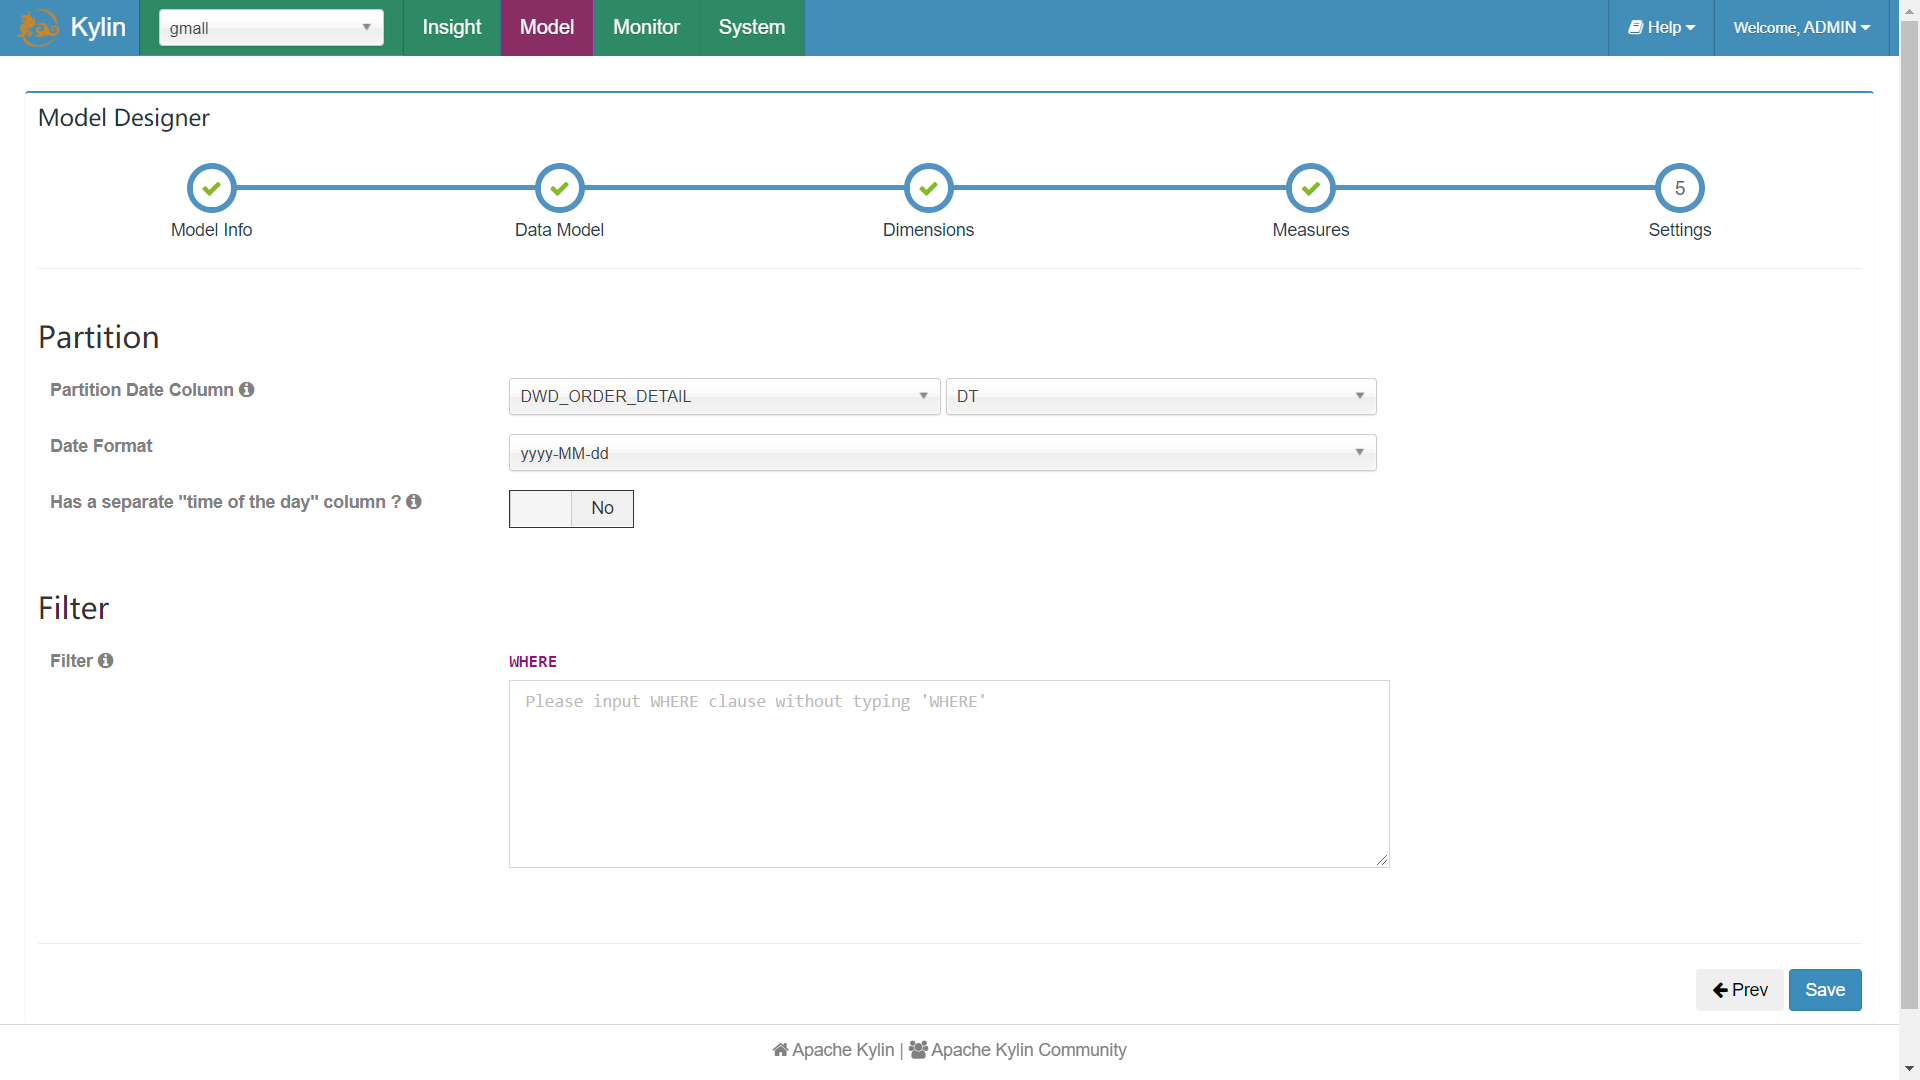 Kylin gmall Insight Model Monitor System Help Welcome, ADMIN
Model Designer
5
Model Info Data Model Dimensions Measures Settings
Partition
Partition Date Column DWD_ORDER_DETAIL DT
Date Format yyyy-MM-dd
Has a separate "time of the day" column ? No
Filter
Filter WHERE
Please input WHERE clause without typing 'WHERE'
Prev Save
Apache Kylin | Apache Kylin Community